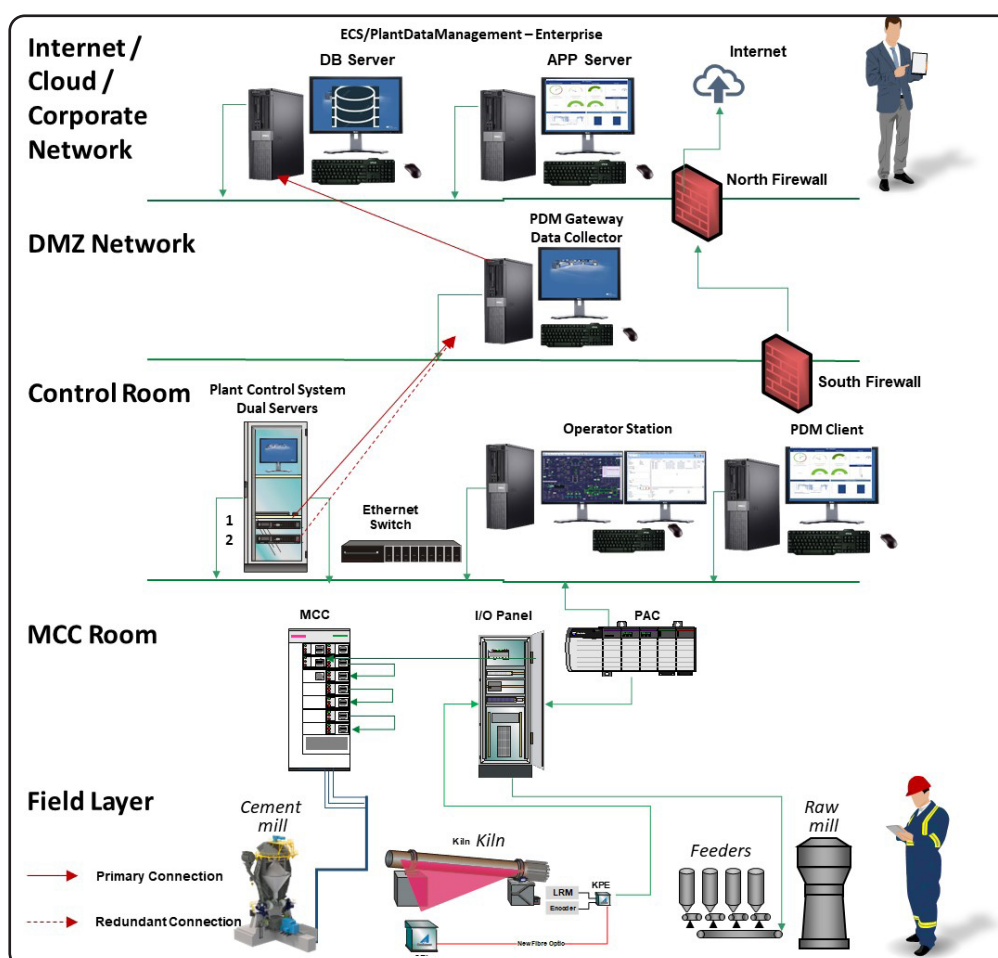 Internet /
Cloud /
Corporate
Network
ECS/PlantDataManagement – Enterprise
DB Server
APP Server
Internet
North Firewall
DMZ Network
PDM Gateway
Data Collector
South Firewall
Control Room
Plant Control System
Dual Servers
1
2
Ethernet
Switch
Operator Station
PDM Client
MCC Room
MCC
I/O Panel
PAC
Field Layer
Cement
mill
Kiln
Kiln
LRM
Encoder
KPE
New Fibre Optio
Feeders
Raw
mill
Primary Connection
Redundant Connection